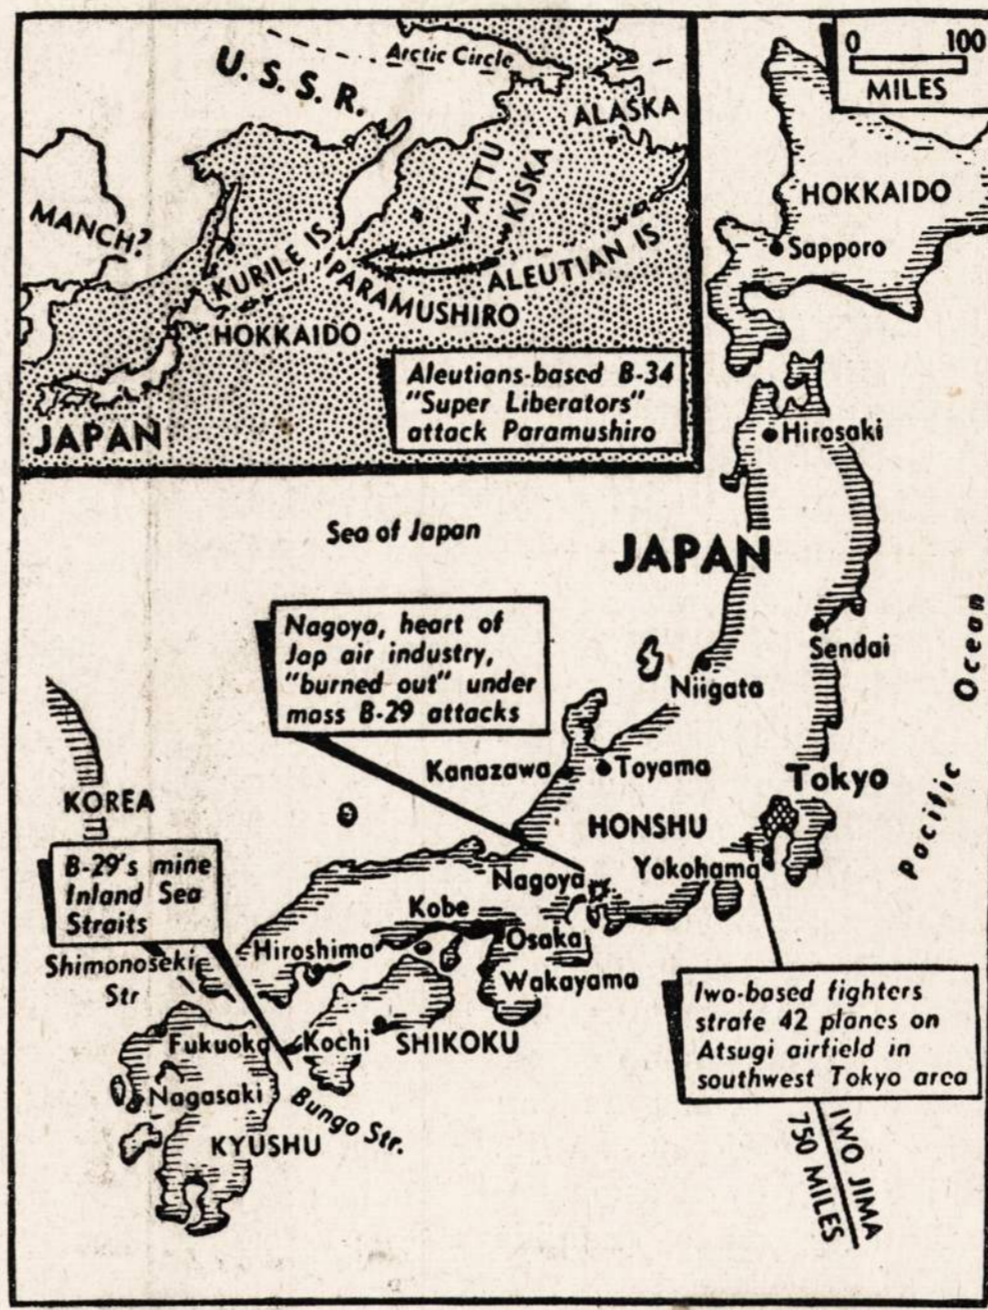 Arctic Circle
U. S. S. R.
ALASKA
ATTU
KISKA
MANCH?
KURILE IS
PARAMUSHIRO
ALEUTIAN IS
HOKKAIDO
JAPAN
Aleutians-based B-34
"Super Liberators"
attack Paramushiro
0 100
MILES
HOKKAIDO
Sapporo
Hirosaki
Sea of Japan
JAPAN
Sendai
Niigata
Pacific Ocean
Nagoya, heart of
Jap air industry,
"burned out" under
mass B-29 attacks
Kanazawa
Toyama
Tokyo
KOREA
HONSHU
Yokohama
B-29's mine
Inland Sea
Straits
Nagoya
Kobe
Osaka
Hiroshima
Wakayama
Shimonoseki
Str
Fukuoka
Kochi
SHIKOKU
Nagasaki
Bungo Str.
KYUSHU
Iwo-based fighters
strafe 42 planes on
Atsugi airfield in
southwest Tokyo area
IWO JIMA
750 MILES